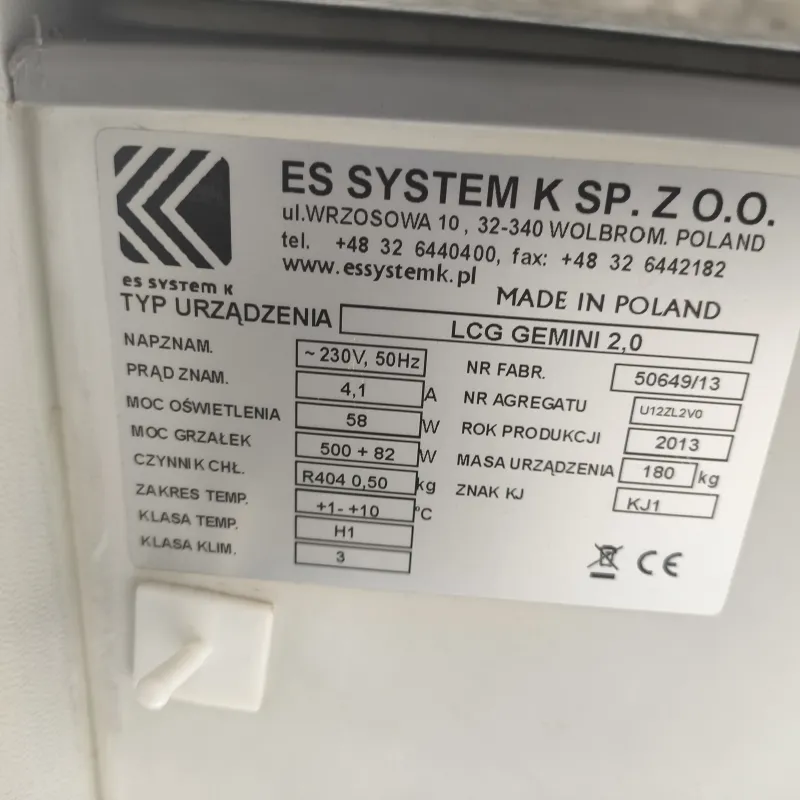 ES SYSTEM K SP. Z O.O.
ul.WRZOSOWA 10, 32-340 WOLBROM. POLAND
tel. +48 32 6440400, fax: +48 32 6442182
www.essystemk.pl
ES SYSTEM K
MADE IN POLAND
TYP URZĄDZENIA LCG GEMINI 2,0
NAPZNAM. ~ 230V, 50Hz
PRĄD ZNAM. 4,1 A
MOC OŚWIETLENIA 58 W
MOC GRZAŁEK 500 + 82 W
CZYNNIK CHŁ. R404 0,50 kg
ZAKRES TEMP. +1- +10 °C
KLASA TEMP. H1
KLASA KLIM. 3
NR FABR. 50649/13
NR AGREGATU U12ZL2V0
ROK PRODUKCJI 2013
MASA URZĄDZENIA 180 kg
ZNAK KJ KJ1
CE